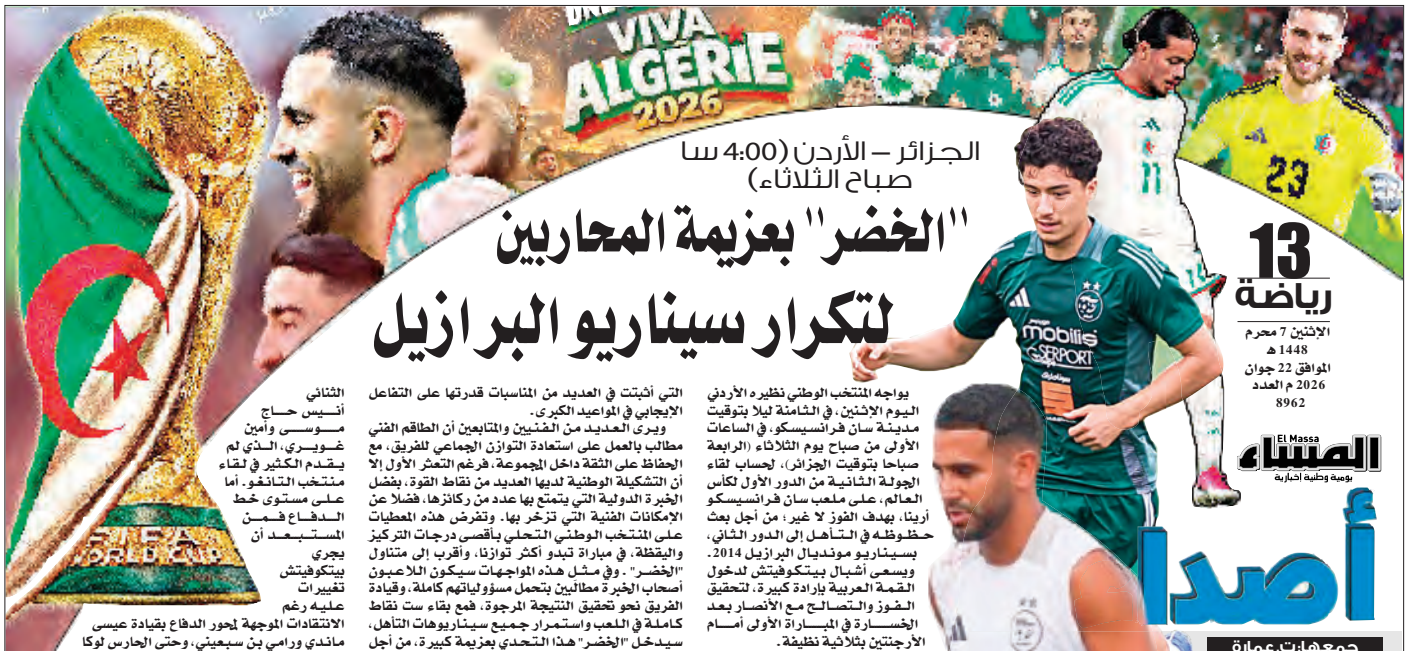 VIVA
ALGÉRIE
2026
23
11
الجزائر – الأردن (4:00 سا
صباح الثلاثاء)
"الخضر" بعزيمة المحاربين
لتكرار سيناريو البرازيل
13
رياضة
الإثنين 7 محرم
1448 هـ
الموافق 22 جوان
2026 م العدد
8962
El Massa
المساء
يومية وطنية إخبارية
أصدا
mobilis
GSERPORT
FIFA
WORLD CUP
يواجه المنتخب الوطني نظيره الأردني
اليوم الإثنين، في الثامنة ليلا بتوقيت
مدينة سان فرانسيسكو، في الساعات
الأولى من صباح يوم الثلاثاء (الرابعة
صباحا بتوقيت الجزائر)، لحساب لقاء
الجولة الثانية من الدور الأول لكأس
العالم، على ملعب سان فرانسيسكو
أرينا، بهدف الفوز لا غير؛ من أجل بعث
حظوظه في التأهل إلى الدور الثاني،
بسيناريو مونديال البرازيل 2014.
ويسعى أشبال بيتكوفيتش لدخول
القمة العربية بإرادة كبيرة، لتحقيق
الفوز والتصالح مع الأنصار بعد
الخسارة في المباراة الأولى أمام
الأرجنتين بثلاثية نظيفة.
التي أثبتت في العديد من المناسبات قدرتها على التفاعل
الإيجابي في المواعيد الكبرى.
ويرى العديد من الفنيين والمتابعين أن الطاقم الفني
مطالب بالعمل على استعادة التوازن الجماعي للفريق، مع
الحفاظ على الثقة داخل المجموعة، فرغم التعثر الأول إلا
أن التشكيلة الوطنية لديها العديد من نقاط القوة، بفضل
الخبرة الدولية التي يتمتع بها عدد من ركائزها، فضلا عن
الإمكانات الفنية التي تزخر بها. وتفرض هذه المعطيات
على المنتخب الوطني التحلي بأقصى درجات التركيز
واليقظة، في مباراة تبدو أكثر توازنا، وأقرب إلى متناول
"الخضر". وفي مثل هذه المواجهات سيكون اللاعبون
أصحاب الخبرة مطالبين بتحمل مسؤولياتهم كاملة، وقيادة
الفريق نحو تحقيق النتيجة المرجوة، فمع بقاء ست نقاط
كاملة في اللعب واستمرار جميع سيناريوهات التأهل،
سيدخل "الخضر" هذا التحدي بعزيمة كبيرة، من أجل
الثنائي
أنيس حاج
موسى وأمين
غويري، الذي لم
يقدم الكثير في لقاء
منتخب التانغو. أما
على مستوى خط
الدفاع فمن
المستبعد أن
يجري
بيتكوفيتش
تغييرات
عليه رغم
الانتقادات الموجهة لمحور الدفاع بقيادة عيسى
ماندي ورامي بن سبعيني، وحتى الحارس لوكا